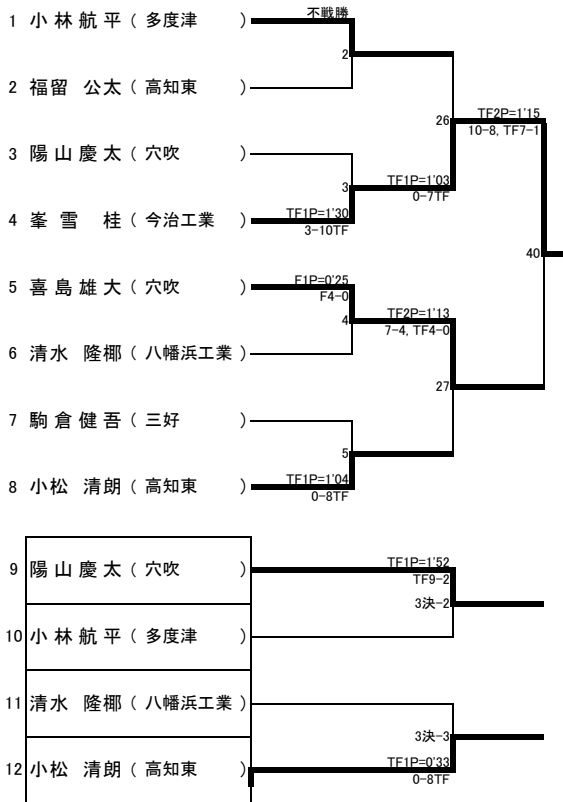 不戦勝
1 小林航平 ( 多度津 )
2
2 福留 公太 ( 高知東 )
26
TF2P=1'15
10-8, TF7-1
3 陽山慶太 ( 穴吹 )
3
TF1P=1'03
0-7TF
4 峯雪 桂 ( 今治工業 )
TF1P=1'30
3-10TF
40
5 喜島雄大 ( 穴吹 )
F1P=0'25
F4-0
4
TF2P=1'13
7-4, TF4-0
6 清水 隆椰 ( 八幡浜工業 )
27
7 駒倉健吾 ( 三好 )
5
8 小松 清朗 ( 高知東 )
TF1P=1'04
0-8TF
9 陽山慶太 ( 穴吹 )
TF1P=1'52
TF9-2
3決-2
10 小林航平 ( 多度津 )
11 清水 隆椰 ( 八幡浜工業 )
3決-3
12 小松 清朗 ( 高知東 )
TF1P=0'33
0-8TF